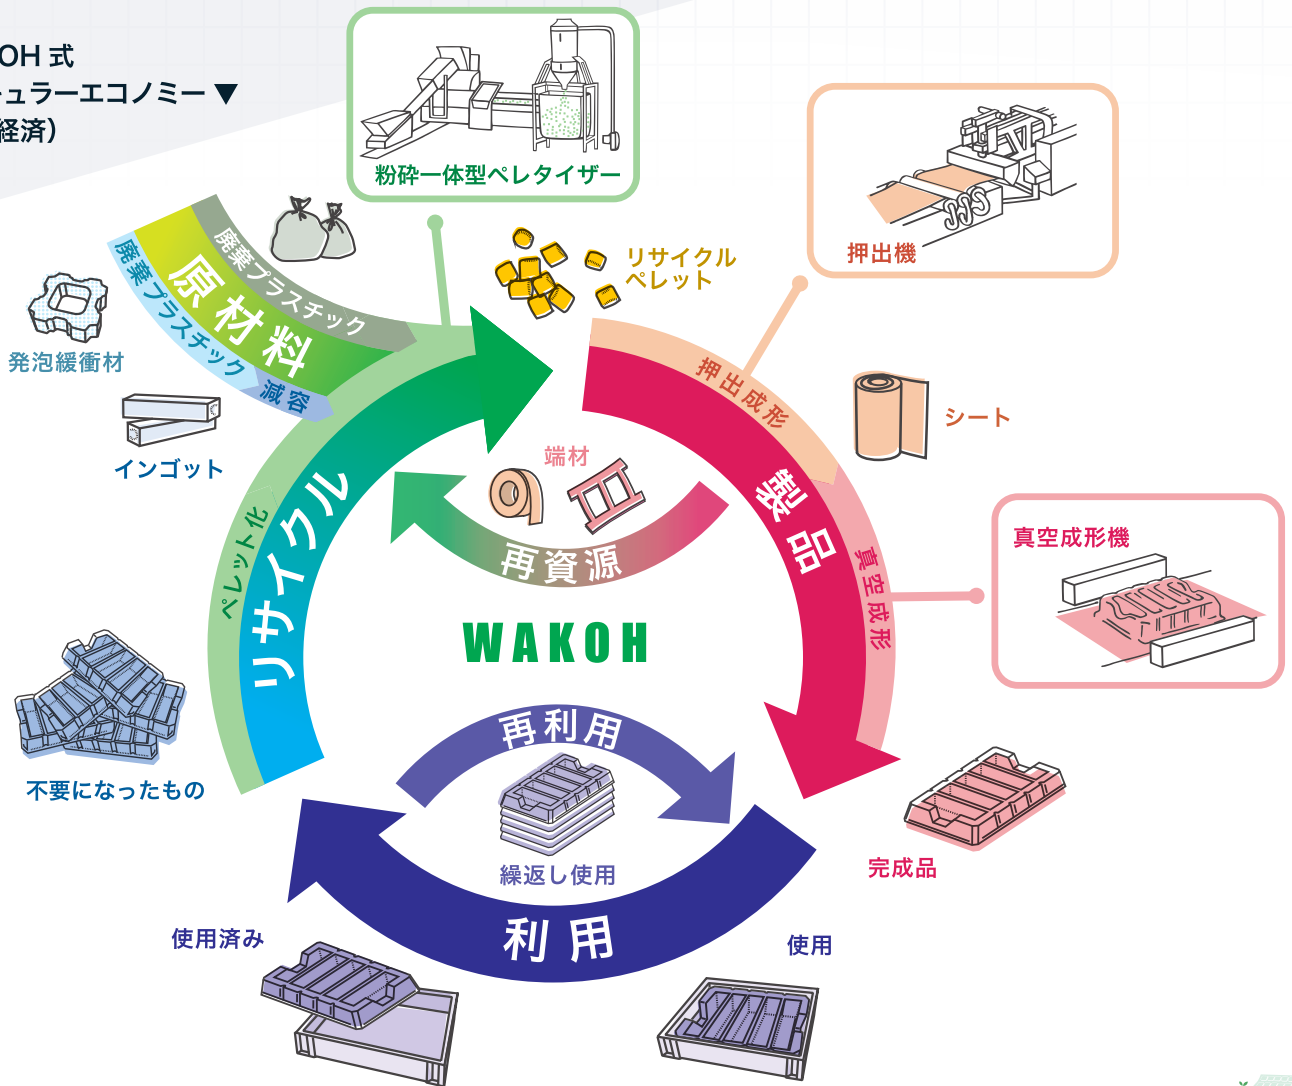 OH 式
ュラーエコノミー ▼
経済）
粉砕一体型ペレタイザー
押出機
リサイクル
ペレット
廃棄プラスチック
原材料
廃棄プラスチック
減容
発泡緩衝材
インゴット
押出成形
シート
製品
真空成形
真空成形機
端材
再資源
ペレット化
リサイクル
WAKOH
不要になったもの
再利用
繰返し使用
完成品
利用
使用済み
使用